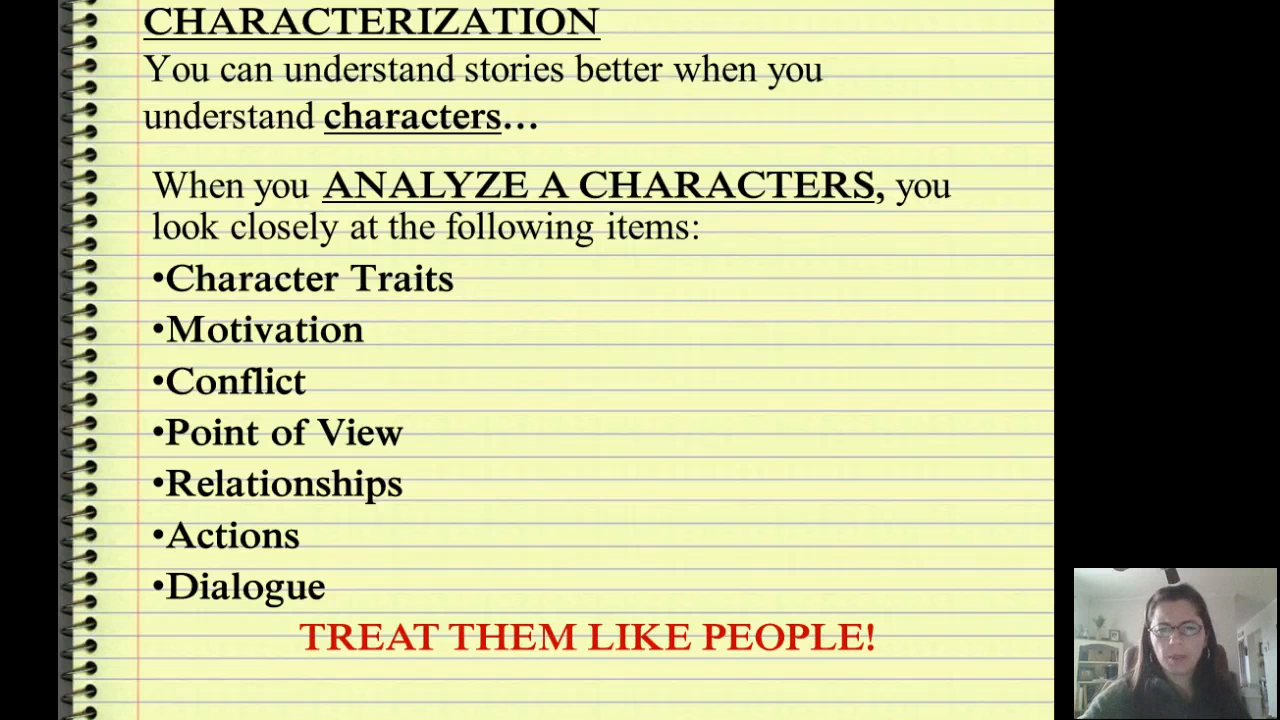 CHARACTERIZATION
You can understand stories better when you
understand characters…
When you ANALYZE A CHARACTERS, you
look closely at the following items:
•Character Traits
•Motivation
•Conflict
•Point of View
•Relationships
•Actions
•Dialogue
TREAT THEM LIKE PEOPLE!